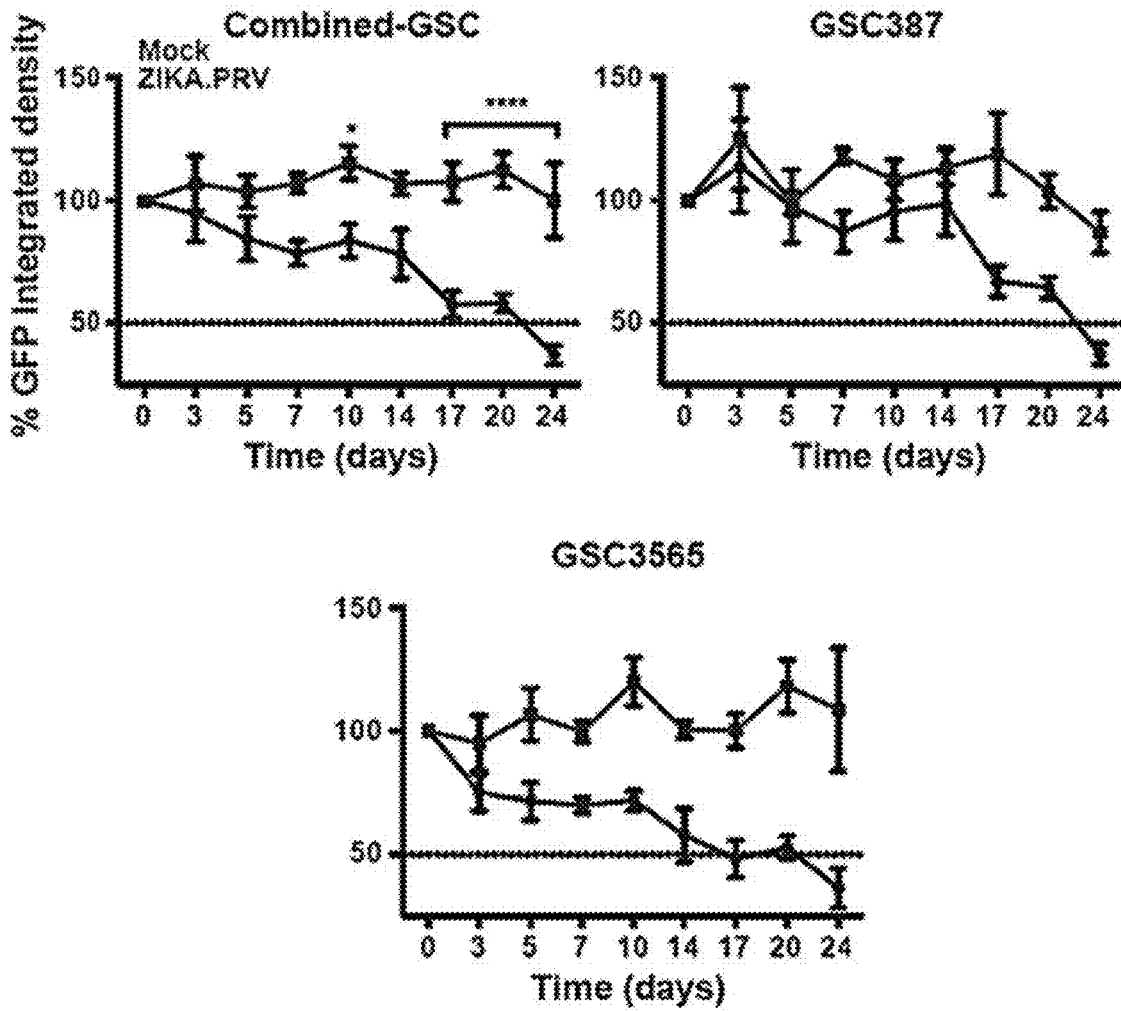 Combined-GSC
% GFP Integrated density
Mock
ZIKA.PRV
150
100
50
*
****
0 3 5 7 10 14 17 20 24
Time (days)
GSC387
150
100
50
0 3 5 7 10 14 17 20 24
Time (days)
GSC3565
150
100
50
0 3 5 7 10 14 17 20 24
Time (days)